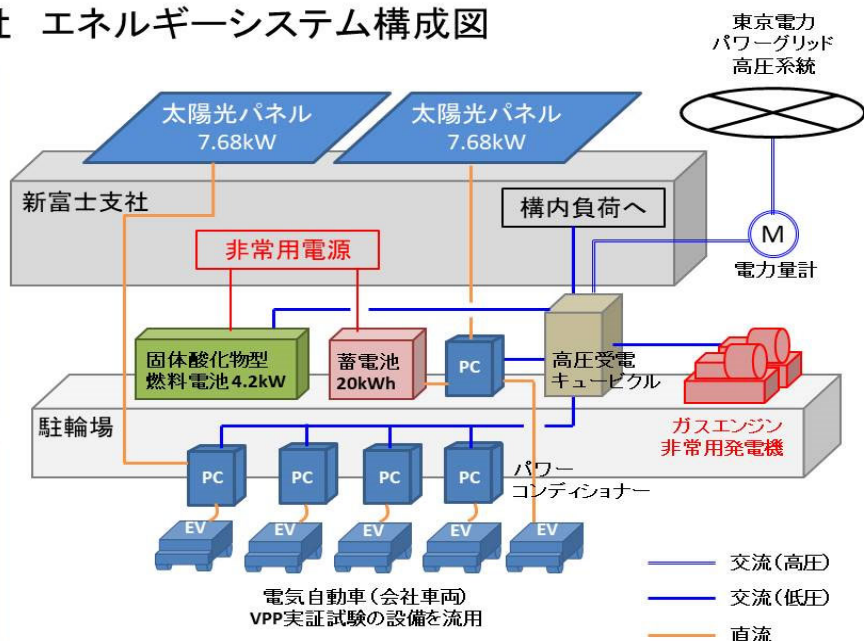 社 エネルギーシステム構成図
東京電力
パワーグリッド
高圧系統
太陽光パネル
7.68kW
太陽光パネル
7.68kW
新富士支社
構内負荷へ
M
電力量計
非常用電源
固体酸化物型
燃料電池4.2kW
蓄電池
20kWh
PC
高圧受電
キュービクル
ガスエンジン
非常用発電機
駐輪場
PC
PC
PC
PC
パワー
コンディショナー
EV
EV
EV
EV
EV
電気自動車(会社車両)
VPP実証試験の設備を流用
交流(高圧)
交流(低圧)
直流